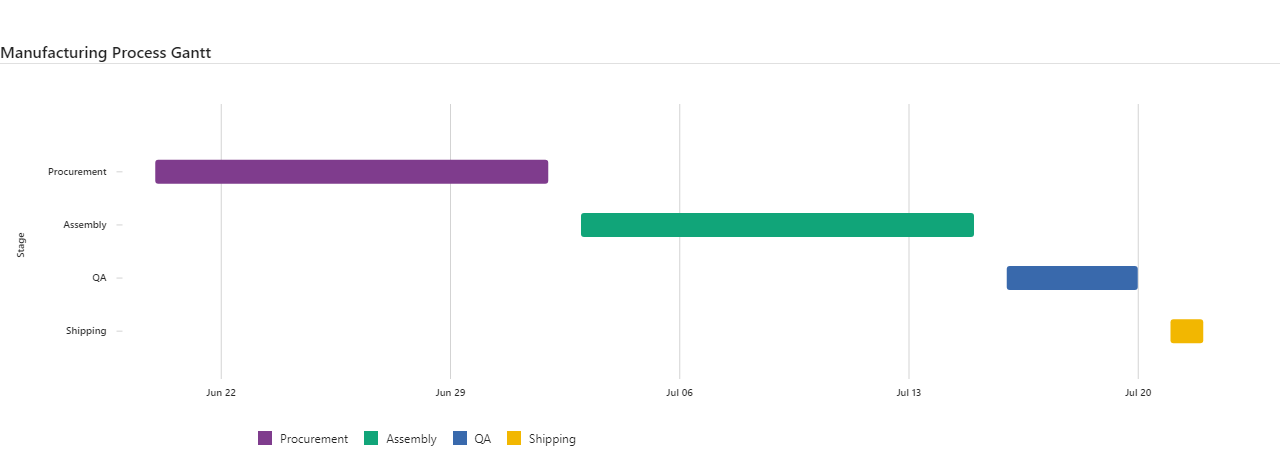 Manufacturing Process Gantt
Stage
Procurement
Assembly
QA
Shipping
Jun 22 Jun 29 Jul 06 Jul 13 Jul 20
Procurement Assembly QA Shipping